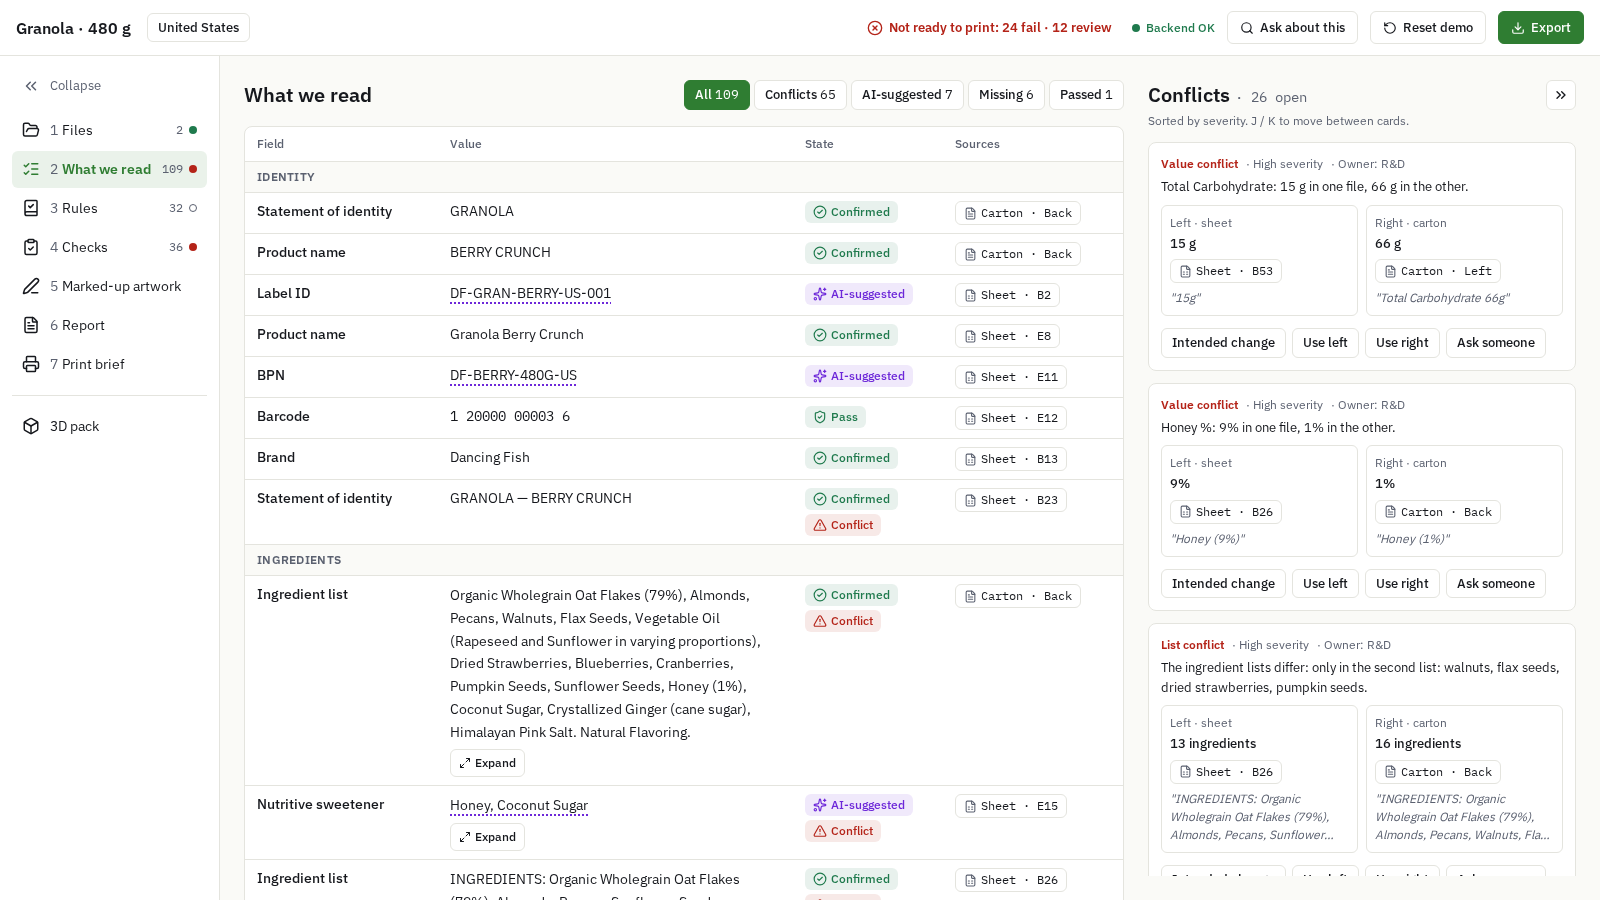 Granola · 480 g
United States
Not ready to print: 24 fail · 12 review
Backend OK
Ask about this
Reset demo
Export
Collapse
1 Files 2
2 What we read 109
3 Rules 32
4 Checks 36
5 Marked-up artwork
6 Report
7 Print brief
3D pack
What we read
All 109
Conflicts 65
AI-suggested 7
Missing 6
Passed 1
Field Value State Sources
IDENTITY
Statement of identity GRANOLA Confirmed Carton · Back
Product name BERRY CRUNCH Confirmed Carton · Back
Label ID DF-GRAN-BERRY-US-001 AI-suggested Sheet · B2
Product name Granola Berry Crunch Confirmed Sheet · E8
BPN DF-BERRY-480G-US AI-suggested Sheet · E11
Barcode 1 20000 00003 6 Pass Sheet · E12
Brand Dancing Fish Confirmed Sheet · B13
Statement of identity GRANOLA — BERRY CRUNCH Confirmed Sheet · B23
Conflict
INGREDIENTS
Ingredient list Organic Wholegrain Oat Flakes (79%), Almonds, Confirmed Carton · Back
Pecans, Walnuts, Flax Seeds, Vegetable Oil Conflict
(Rapeseed and Sunflower in varying proportions),
Dried Strawberries, Blueberries, Cranberries,
Pumpkin Seeds, Sunflower Seeds, Honey (1%),
Coconut Sugar, Crystallized Ginger (cane sugar),
Himalayan Pink Salt. Natural Flavoring.
Expand
Nutritive sweetener Honey, Coconut Sugar AI-suggested Sheet · E15
Conflict
Expand
Ingredient list INGREDIENTS: Organic Wholegrain Oat Flakes Confirmed Sheet · B26
Conflicts · 26 open
Sorted by severity. J / K to move between cards.
Value conflict · High severity · Owner: R&D
Total Carbohydrate: 15 g in one file, 66 g in the other.
Left · sheet
15 g
Sheet · B53
"15g"
Right · carton
66 g
Carton · Left
"Total Carbohydrate 66g"
Intended change
Use left
Use right
Ask someone
Value conflict · High severity · Owner: R&D
Honey %: 9% in one file, 1% in the other.
Left · sheet
9%
Sheet · B26
"Honey (9%)"
Right · carton
1%
Carton · Back
"Honey (1%)"
Intended change
Use left
Use right
Ask someone
List conflict · High severity · Owner: R&D
The ingredient lists differ: only in the second list: walnuts, flax seeds,
dried strawberries, pumpkin seeds.
Left · sheet
13 ingredients
Sheet · B26
"INGREDIENTS: Organic
Wholegrain Oat Flakes (79%),
Almonds, Pecans, Sunflower...
Right · carton
16 ingredients
Carton · Back
"INGREDIENTS: Organic
Wholegrain Oat Flakes (79%),
Almonds, Pecans, Walnuts, Fla...